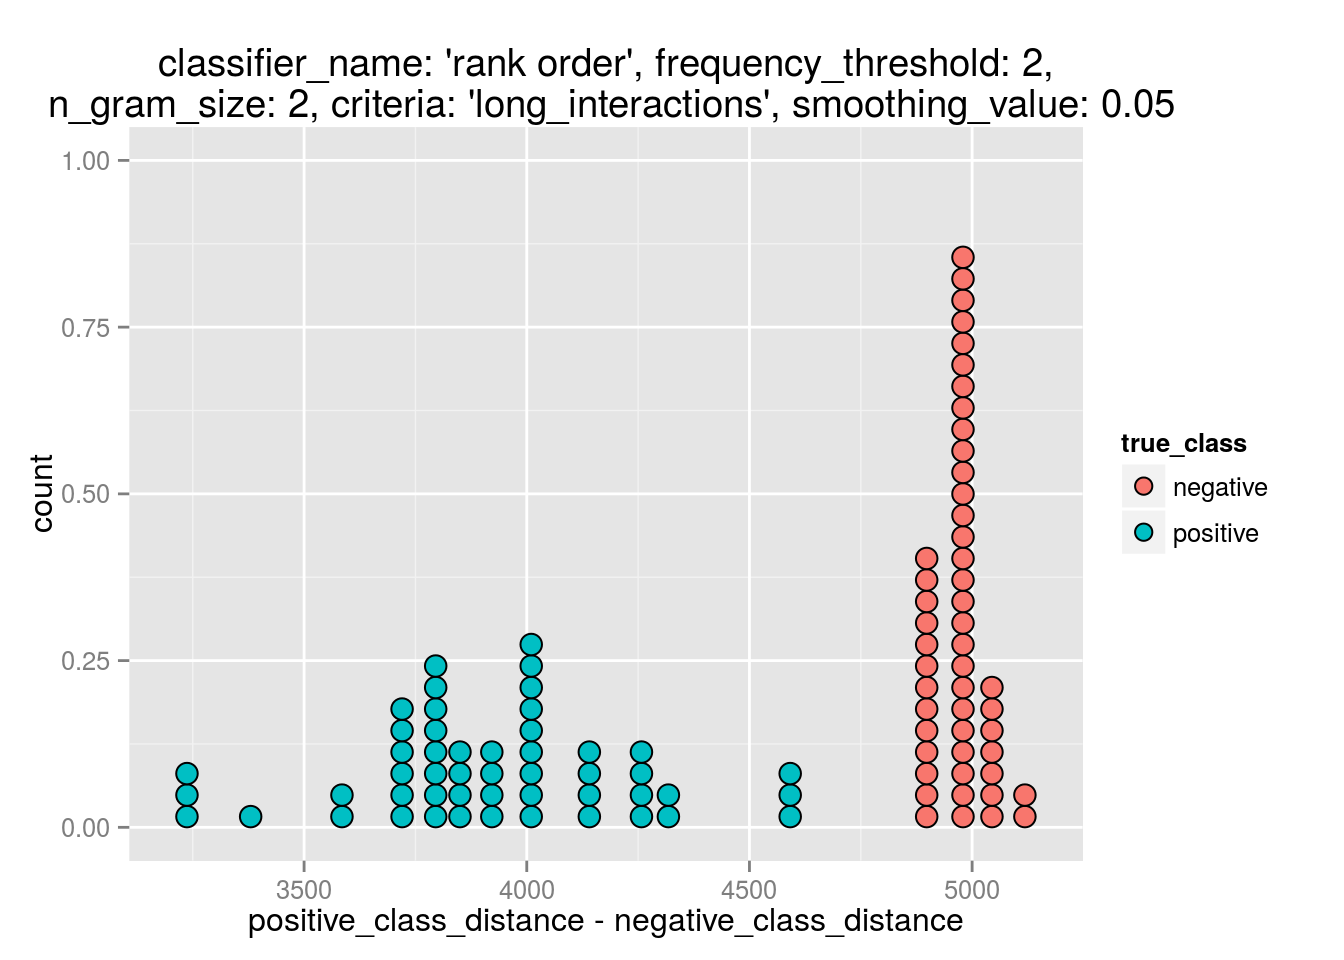 classifier_name: 'rank order', frequency_threshold: 2,
n_gram_size: 2, criteria: 'long_interactions', smoothing_value: 0.05
1.00
0.75
0.50
0.25
0.00
count
3500 4000 4500 5000
positive_class_distance - negative_class_distance
true_class
negative
positive